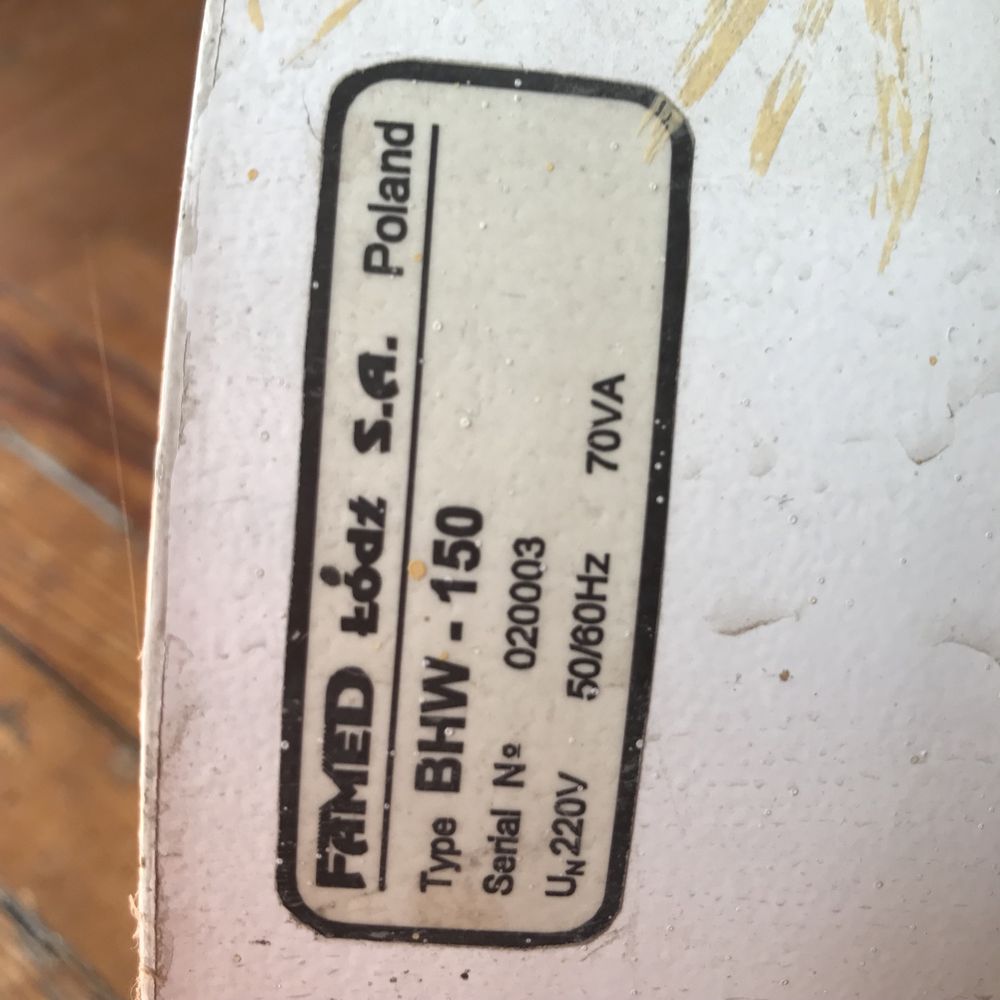 FAMED Łódź S.A. Poland
Type BHW-150
Serial Nº 020003
UN 220V 50/60Hz 70VA